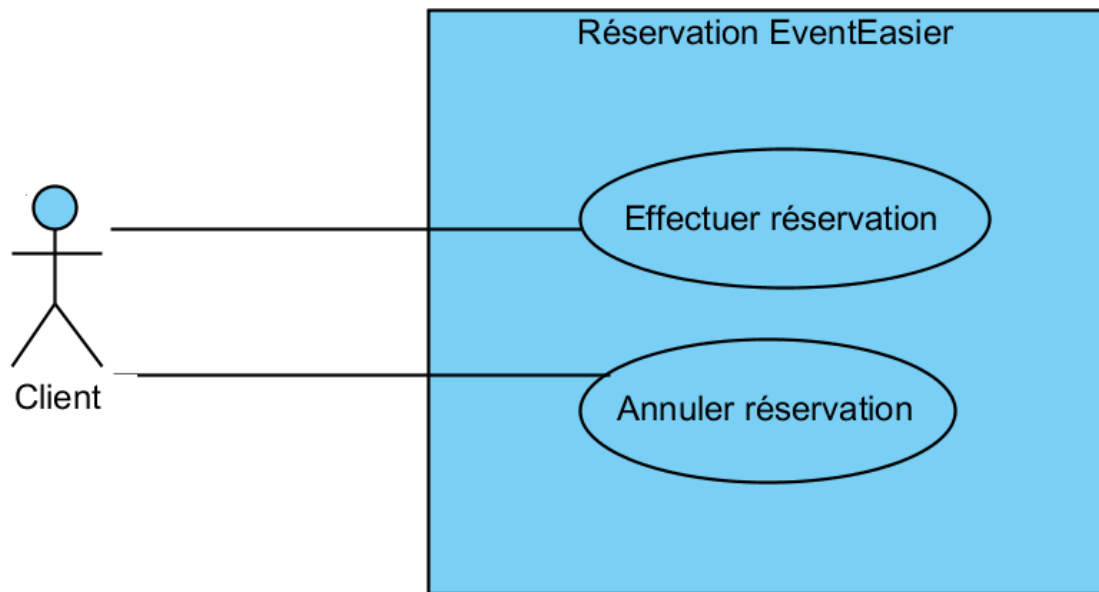 Réservation EventEasier
Effectuer réservation
Client
Annuler réservation